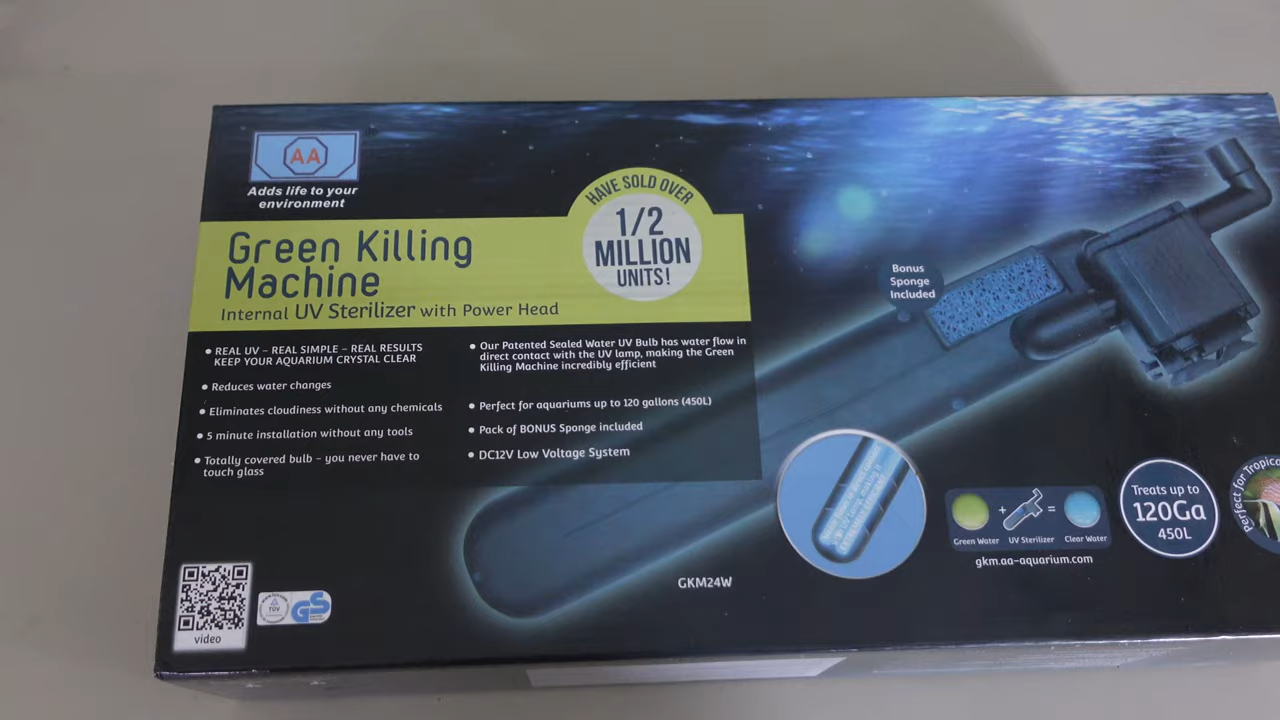 AA
Adds life to your
environment
HAVE SOLD OVER
1/2
MILLION
UNITS!
Green Killing
Machine
Internal UV Sterilizer with Power Head
• REAL UV – REAL SIMPLE – REAL RESULTS
KEEP YOUR AQUARIUM CRYSTAL CLEAR
• Reduces water changes
• Eliminates cloudiness without any chemicals
• 5 minute installation without any tools
• Totally covered bulb – you never have to
touch glass
• Our Patented Sealed Water UV Bulb has water flow in
direct contact with the UV lamp, making the Green
Killing Machine incredibly efficient
• Perfect for aquariums up to 120 gallons (450L)
• Pack of BONUS Sponge included
• DC12V Low Voltage System
Bonus
Sponge
Included
Green Water + UV Sterilizer = Clear Water
gkm.aa-aquarium.com
Treats up to
120Ga
450L
Perfect for Tropica
GKM24W
video
TÜV
GS